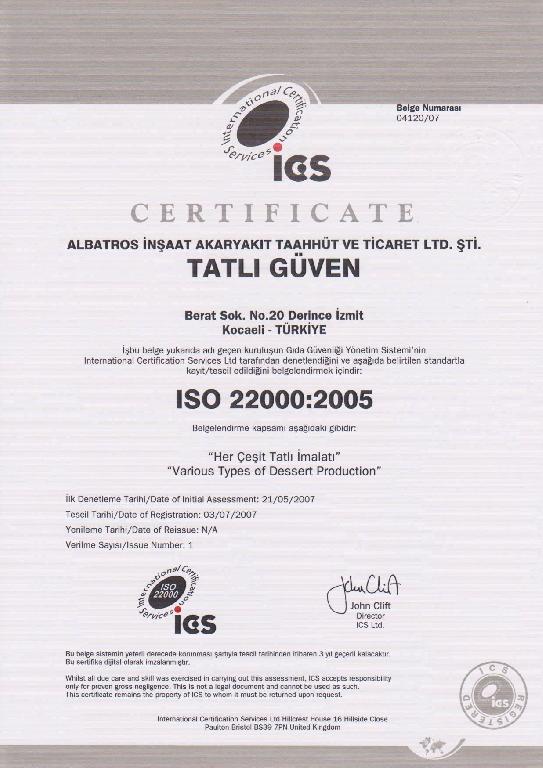 Belge Numarası
04120/07
International Certification Services
ICS
CERTIFICATE
ALBATROS İNŞAAT AKARYAKIT TAAHHÜT VE TİCARET LTD. ŞTİ.
TATLI GÜVEN
Berat Sok. No.20 Derince İzmit
Kocaeli - TÜRKİYE
İşbu belge yukarıda adı geçen kuruluşun Gıda Güvenliği Yönetim Sistemi'nin
International Certification Services Ltd tarafından denetlendiğini ve aşağıda belirtilen standartla
kayıt/tescil edildiğini belgelendirmek içindir:
ISO 22000:2005
Belgelendirme kapsamı aşağıdaki gibidir:
“Her Çeşit Tatlı İmalatı”
“Various Types of Dessert Production”
İlk Denetleme Tarihi/Date of Initial Assessment: 21/05/2007
Tescil Tarihi/Date of Registration: 03/07/2007
Yenileme Tarihi/Date of Reissue: N/A
Verilme Sayısı/Issue Number: 1
International Certification Services
ISO
22000
ICS
John Clift
John Clift
Director
ICS Ltd.
Bu belge sistemin yeterli derecede korunması şartıyla tescil tarihinden itibaren 3 yıl geçerli kalacaktır.
Bu sertifika dijital olarak imzalanmıştır.
Whilst all due care and skill was exercised in carrying out this assessment, ICS accepts responsibility
only for proven gross negligence. This is not a legal document and cannot be used as such.
This certificate remains the property of ICS to whom it must be returned upon request.
ICS
ICS
REGISTERED
International Certification Services Ltd Hillcrest House 16 Hillside Close
Paulton Bristol BS39 7PN United Kingdom